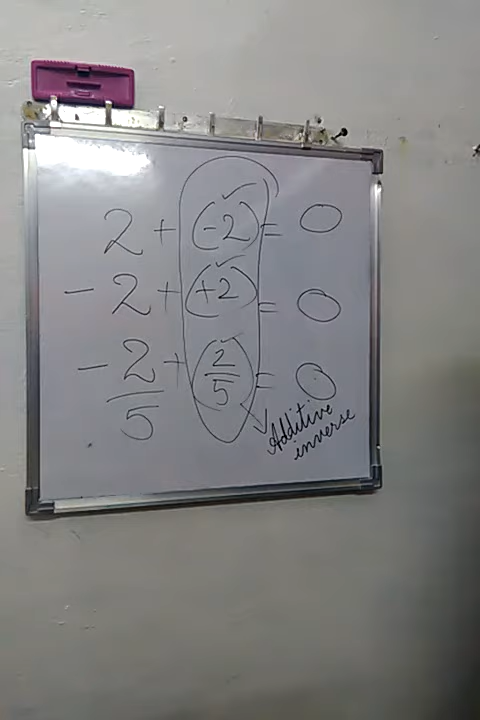 2 + (-2) = 0
-2 + (+2) = 0
-2/5 + 2/5 = 0
Additive
inverse